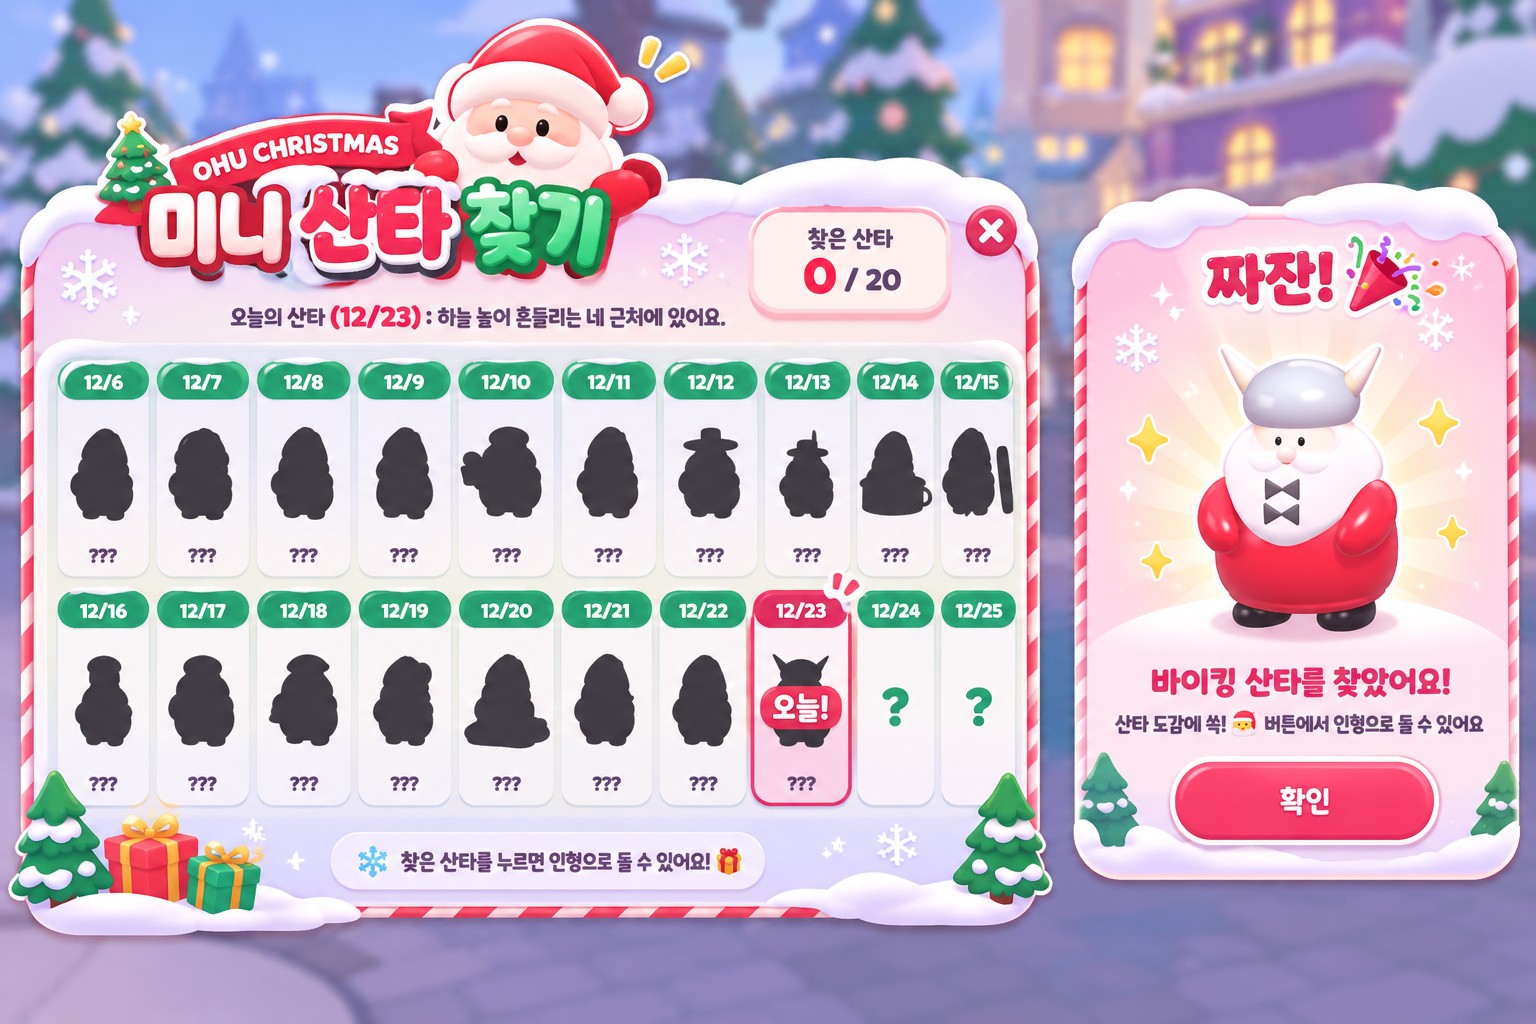 OHU CHRISTMAS
미니 산타 찾기
찾은 산타
0 / 20
오늘의 산타 (12/23) : 하늘 높이 흔들리는 네 근처에 있어요.
12/6 12/7 12/8 12/9 12/10 12/11 12/12 12/13 12/14 12/15
??? ??? ??? ??? ??? ??? ??? ??? ??? ???
12/16 12/17 12/18 12/19 12/20 12/21 12/22 12/23 12/24 12/25
오늘! ? ?
??? ??? ??? ??? ??? ??? ??? ???
찾은 산타를 누르면 인형으로 둘 수 있어요!
짜잔!
바이킹 산타를 찾았어요!
산타 도감에 쏙! 버튼에서 인형으로 둘 수 있어요
확인